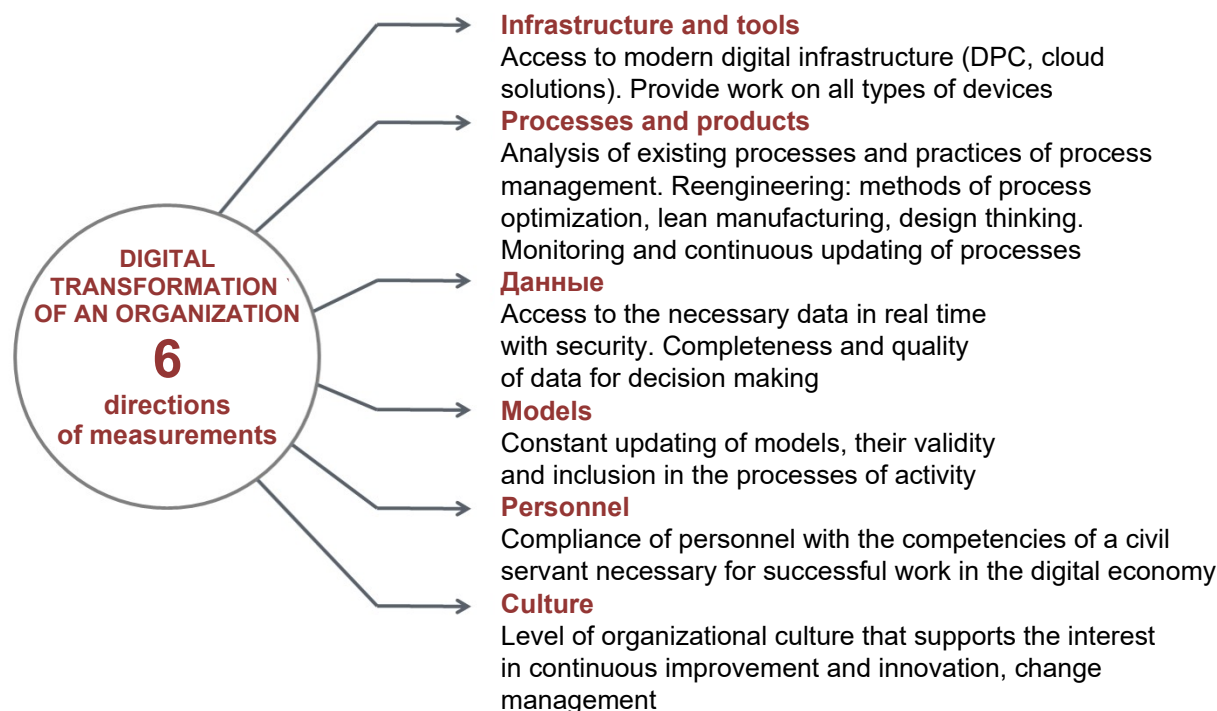 DIGITAL
TRANSFORMATION
OF AN ORGANIZATION
6
directions
of measurements
Infrastructure and tools
Access to modern digital infrastructure (DPC, cloud
solutions). Provide work on all types of devices
Processes and products
Analysis of existing processes and practices of process
management. Reengineering: methods of process
optimization, lean manufacturing, design thinking.
Monitoring and continuous updating of processes
Данные
Access to the necessary data in real time
with security. Completeness and quality
of data for decision making
Models
Constant updating of models, their validity
and inclusion in the processes of activity
Personnel
Compliance of personnel with the competencies of a civil
servant necessary for successful work in the digital economy
Culture
Level of organizational culture that supports the interest
in continuous improvement and innovation, change
management